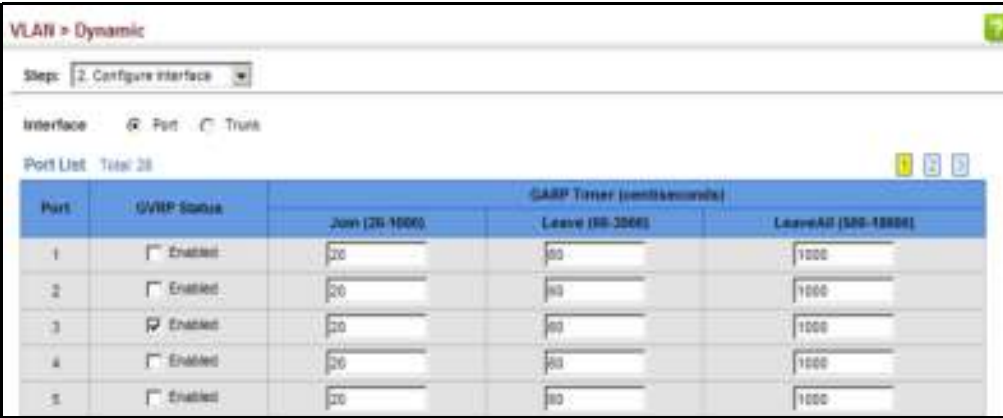 VLAN > Dynamic
?
Step: 2. Configure Interface
Interface Port Trunk
Port List Total: 28
1 2 3
Port GVRP Status GARP Timer (centiseconds)
Join (20-1000) Leave (60-3000) LeaveAll (500-18000)
1 Enabled 20 60 1000
2 Enabled 20 60 1000
3 Enabled 20 60 1000
4 Enabled 20 60 1000
5 Enabled 20 60 1000